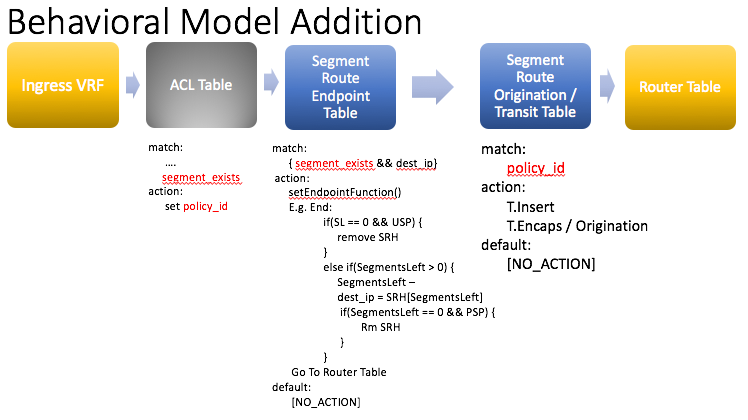 Behavioral Model Addition
Ingress VRF
ACL Table
Segment
Route
Endpoint
Table
Segment
Route
Origination /
Transit Table
Router Table
match:
....
segment_exists
action:
set policy_id
match:
{ segment_exists && dest_ip}
action:
setEndpointFunction()
E.g. End:
if(SL == 0 && USP) {
remove SRH
}
else if(SegmentsLeft > 0) {
SegmentsLeft –
dest_ip = SRH[SegmentsLeft]
if(SegmentsLeft == 0 && PSP) {
Rm SRH
}
}
Go To Router Table
default:
[NO_ACTION]
match:
policy_id
action:
T.Insert
T.Encaps / Origination
default:
[NO_ACTION]